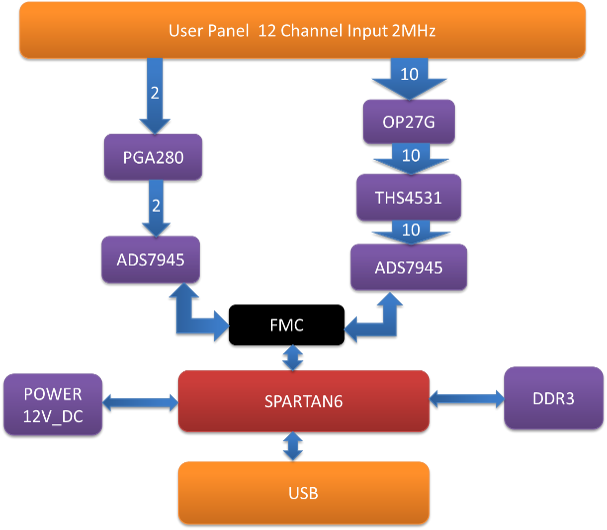 User Panel 12 Channel Input 2MHz
2
10
OP27G
PGA280
10
THS4531
2
10
ADS7945
ADS7945
FMC
POWER
12V_DC
SPARTAN6
DDR3
USB